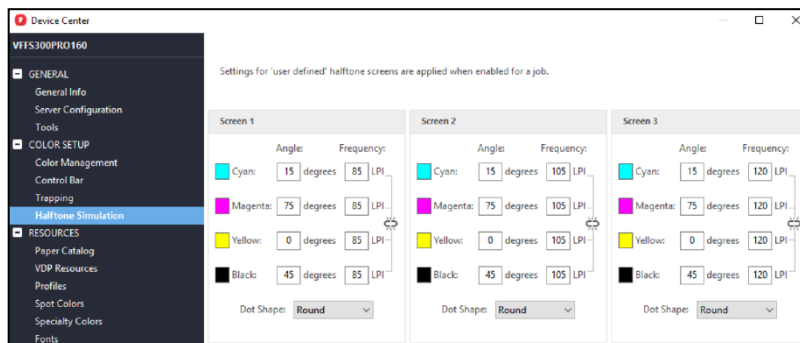 Device Center
VFFS300PRO160
GENERAL
General Info
Server Configuration
Tools
COLOR SETUP
Color Management
Control Bar
Trapping
Halftone Simulation
RESOURCES
Paper Catalog
VDP Resources
Profiles
Spot Colors
Specialty Colors
Fonts
Settings for 'user defined' halftone screens are applied when enabled for a job.
Screen 1
Angle: Frequency:
Cyan: 15 degrees 85 LPI
Magenta: 75 degrees 85 LPI
Yellow: 0 degrees 85 LPI
Black: 45 degrees 85 LPI
Dot Shape: Round
Screen 2
Angle: Frequency:
Cyan: 15 degrees 105 LPI
Magenta: 75 degrees 105 LPI
Yellow: 0 degrees 105 LPI
Black: 45 degrees 105 LPI
Dot Shape: Round
Screen 3
Angle: Frequency:
Cyan: 15 degrees 120 LPI
Magenta: 75 degrees 120 LPI
Yellow: 0 degrees 120 LPI
Black: 45 degrees 120 LPI
Dot Shape: Round